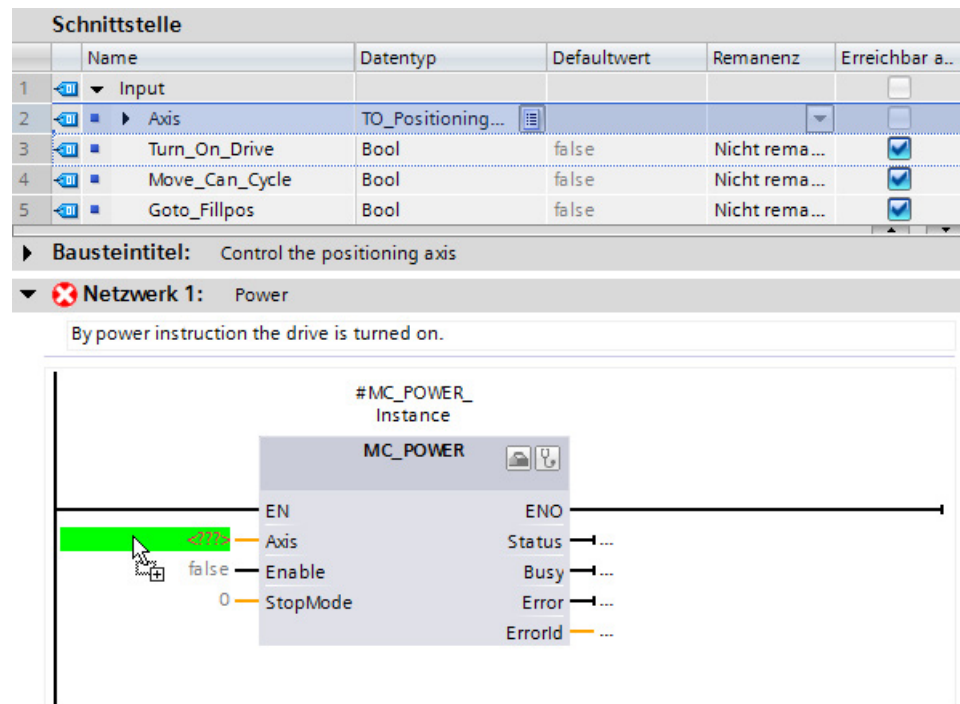 Schnittstelle
Name Datentyp Defaultwert Remanenz Erreichbar a..
1 Input
2 Axis TO_Positioning...
3 Turn_On_Drive Bool false Nicht rema...
4 Move_Can_Cycle Bool false Nicht rema...
5 Goto_Fillpos Bool false Nicht rema...
Bausteintitel: Control the positioning axis
Netzwerk 1: Power
By power instruction the drive is turned on.
#MC_POWER_
Instance
MC_POWER
EN ENO
<???> Axis Status ...
false Enable Busy ...
0 StopMode Error ...
ErrorId ...